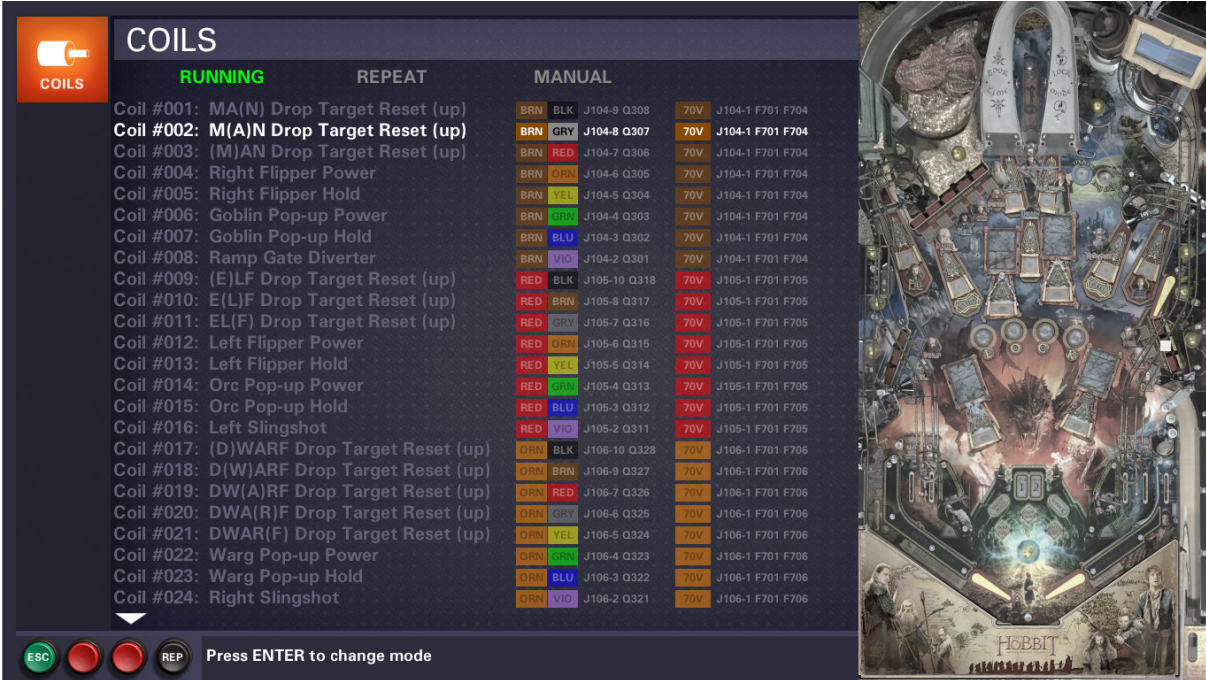 COILS
COILS
RUNNING REPEAT MANUAL
Coil #001: MA(N) Drop Target Reset (up) BRN BLK J104-9 Q308 70V J104-1 F701 F704
Coil #002: M(A)N Drop Target Reset (up) BRN GRY J104-8 Q307 70V J104-1 F701 F704
Coil #003: (M)AN Drop Target Reset (up) BRN RED J104-7 Q306 70V J104-1 F701 F704
Coil #004: Right Flipper Power BRN ORN J104-6 Q305 70V J104-1 F701 F704
Coil #005: Right Flipper Hold BRN YEL J104-5 Q304 70V J104-1 F701 F704
Coil #006: Goblin Pop-up Power BRN GRN J104-4 Q303 70V J104-1 F701 F704
Coil #007: Goblin Pop-up Hold BRN BLU J104-3 Q302 70V J104-1 F701 F704
Coil #008: Ramp Gate Diverter BRN VIO J104-2 Q301 70V J104-1 F701 F704
Coil #009: (E)LF Drop Target Reset (up) RED BLK J105-10 Q318 70V J105-1 F701 F705
Coil #010: E(L)F Drop Target Reset (up) RED BRN J105-8 Q317 70V J105-1 F701 F705
Coil #011: EL(F) Drop Target Reset (up) RED GRY J105-7 Q316 70V J105-1 F701 F705
Coil #012: Left Flipper Power RED ORN J105-6 Q315 70V J105-1 F701 F705
Coil #013: Left Flipper Hold RED YEL J105-5 Q314 70V J105-1 F701 F705
Coil #014: Orc Pop-up Power RED GRN J105-4 Q313 70V J105-1 F701 F705
Coil #015: Orc Pop-up Hold RED BLU J105-3 Q312 70V J105-1 F701 F705
Coil #016: Left Slingshot RED VIO J105-2 Q311 70V J105-1 F701 F705
Coil #017: (D)WARF Drop Target Reset (up) ORN BLK J106-10 Q328 70V J106-1 F701 F706
Coil #018: D(W)ARF Drop Target Reset (up) ORN BRN J106-9 Q327 70V J106-1 F701 F706
Coil #019: DW(A)RF Drop Target Reset (up) ORN RED J106-7 Q326 70V J106-1 F701 F706
Coil #020: DWA(R)F Drop Target Reset (up) ORN GRY J106-6 Q325 70V J106-1 F701 F706
Coil #021: DWAR(F) Drop Target Reset (up) ORN YEL J106-5 Q324 70V J106-1 F701 F706
Coil #022: Warg Pop-up Power ORN GRN J106-4 Q323 70V J106-1 F701 F706
Coil #023: Warg Pop-up Hold ORN BLU J106-3 Q322 70V J106-1 F701 F706
Coil #024: Right Slingshot ORN VIO J106-2 Q321 70V J106-1 F701 F706
ESC REP Press ENTER to change mode
BOOK LOCK
TIME MODE
HOBBIT